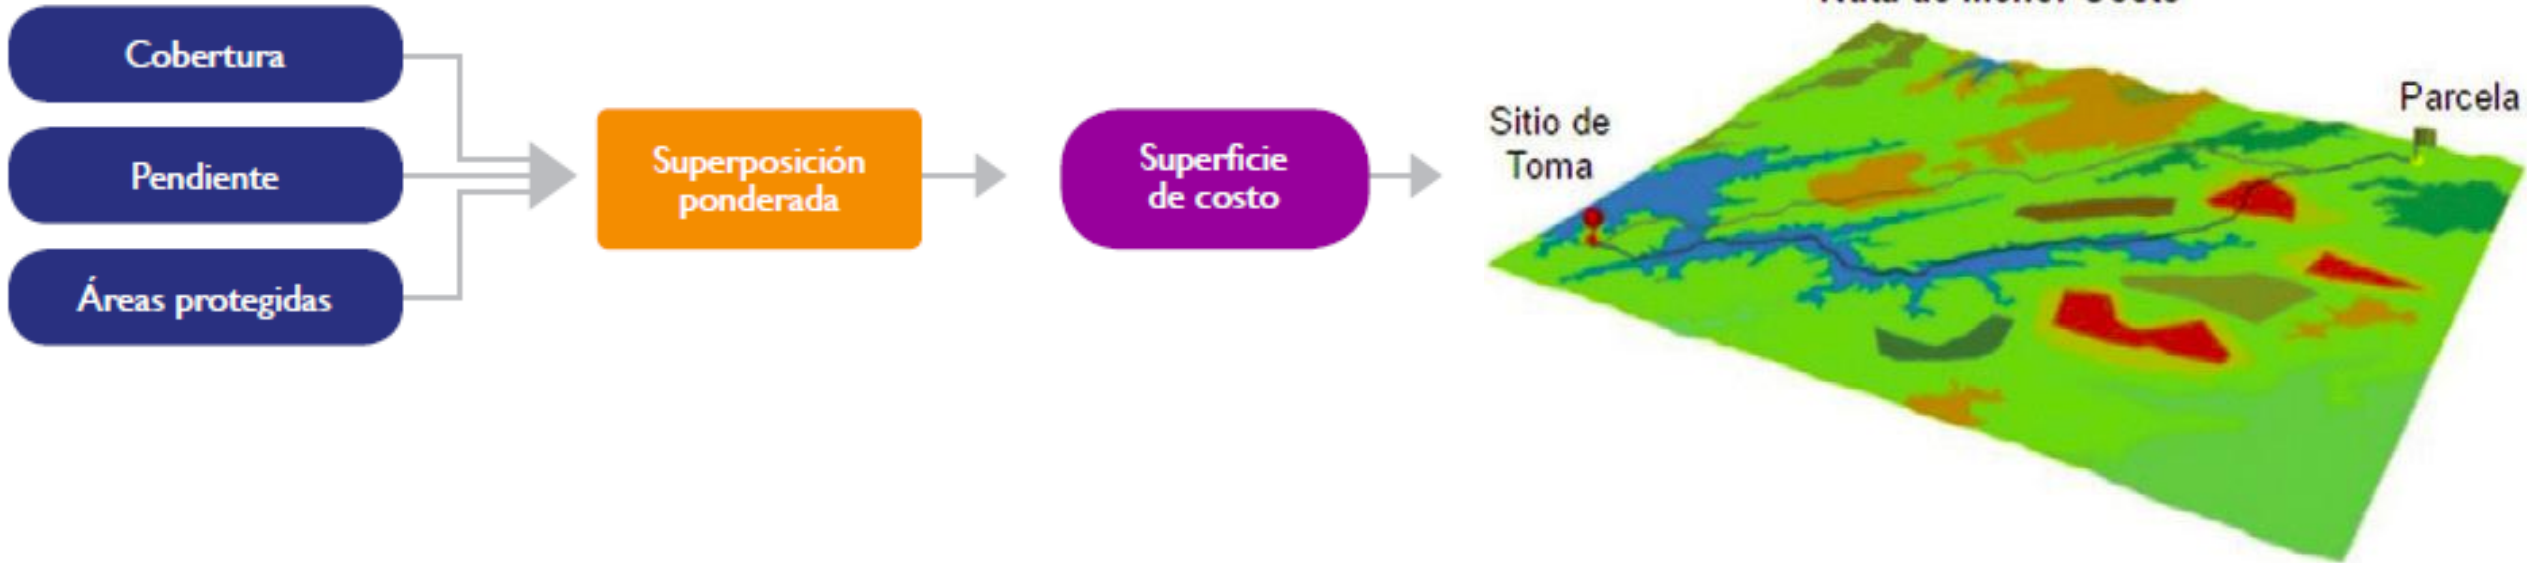 Cobertura
Pendiente
Áreas protegidas
Superposición
ponderada
Superficie
de costo
Sitio de
Toma
Parcela